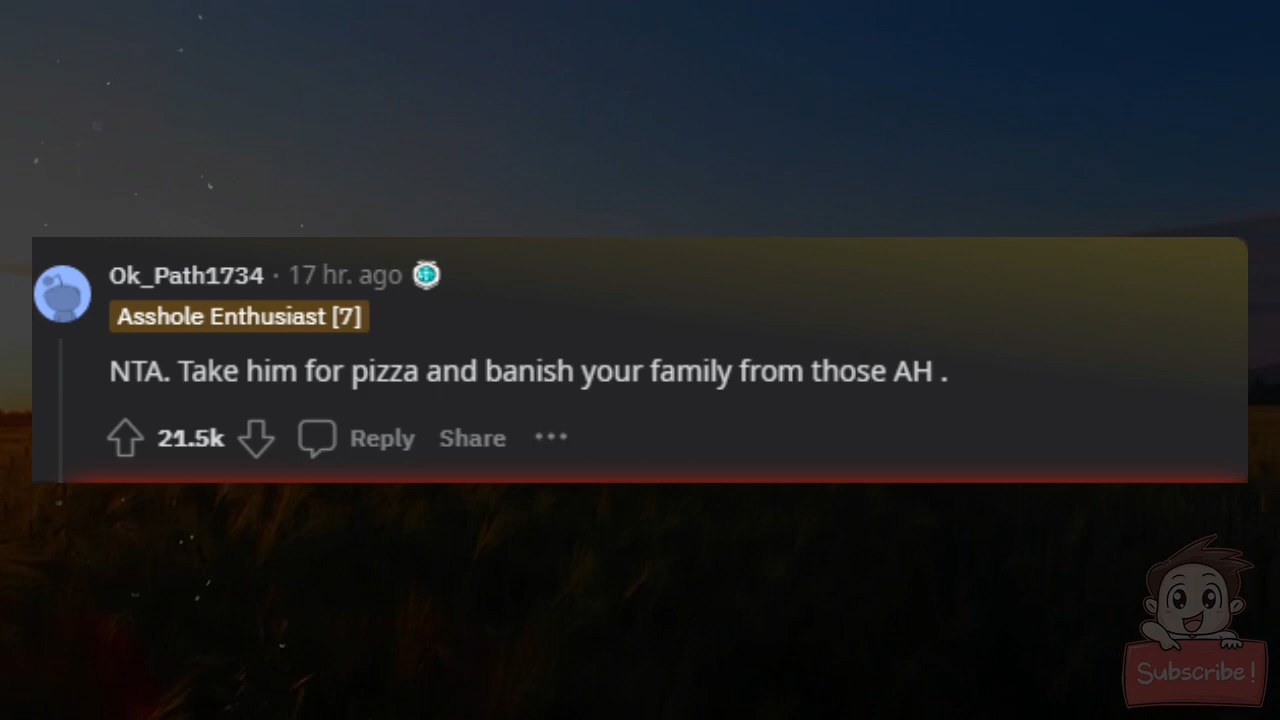 Ok_Path1734 · 17 hr. ago
Asshole Enthusiast [7]
NTA. Take him for pizza and banish your family from those AH .
21.5k Reply Share ···
Subscribe!